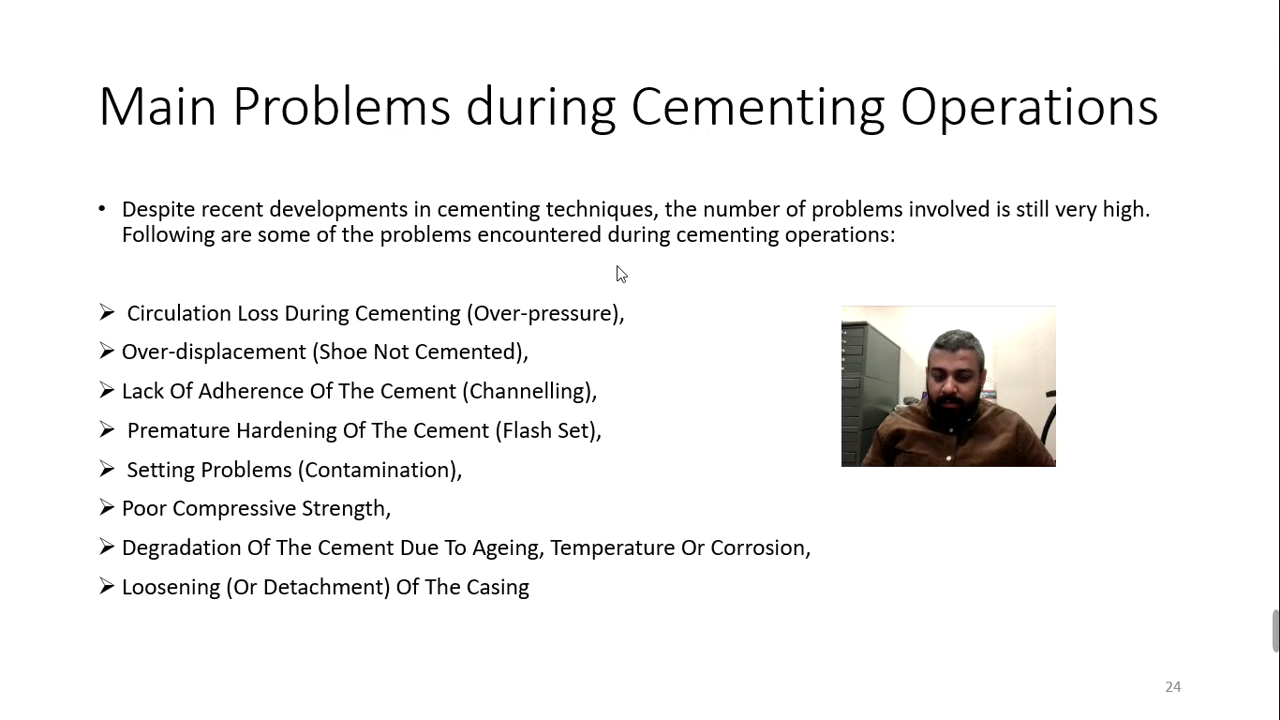 Main Problems during Cementing Operations
• Despite recent developments in cementing techniques, the number of problems involved is still very high.
Following are some of the problems encountered during cementing operations:
➢ Circulation Loss During Cementing (Over-pressure),
➢ Over-displacement (Shoe Not Cemented),
➢ Lack Of Adherence Of The Cement (Channelling),
➢ Premature Hardening Of The Cement (Flash Set),
➢ Setting Problems (Contamination),
➢ Poor Compressive Strength,
➢ Degradation Of The Cement Due To Ageing, Temperature Or Corrosion,
➢ Loosening (Or Detachment) Of The Casing
24